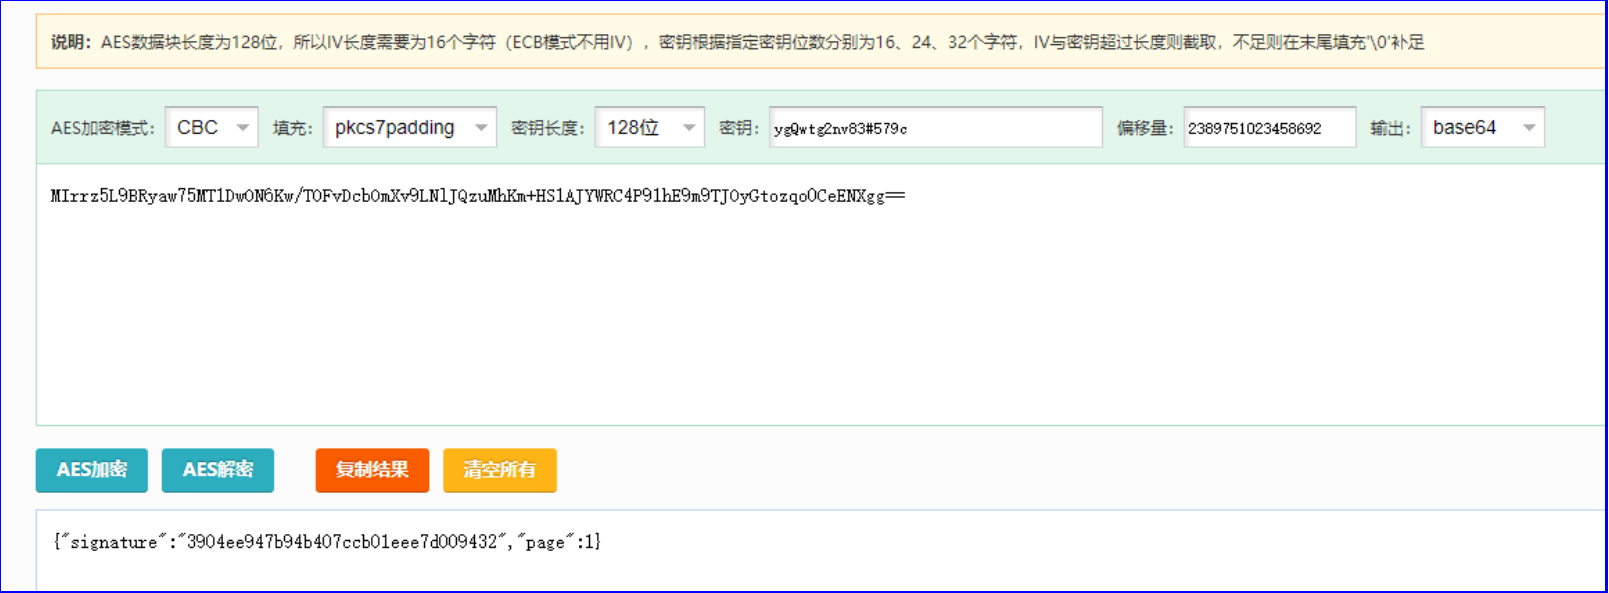 说明：AES数据块长度为128位，所以IV长度需要为16个字符（ECB模式不用IV），密钥根据指定密钥位数分别为16、24、32个字符，IV与密钥超过长度则截取，不足则在末尾填充'\0'补足
AES加密模式： CBC 填充： pkcs7padding 密钥长度： 128位 密钥： ygQwtg2nv83#579c 偏移量： 2389751023458692 输出： base64
MIrrz5L9BRyaw75MT1DwON6Kw/TOFvDcbOmXv9LNlJQzuMhKm+HS1AJYWRC4P91hE9m9TJOyGtozqoOCeENXgg==
AES加密 AES解密 复制结果 清空所有
{"signature":"3904ee947b94b407ccb01eee7d009432","page":1}